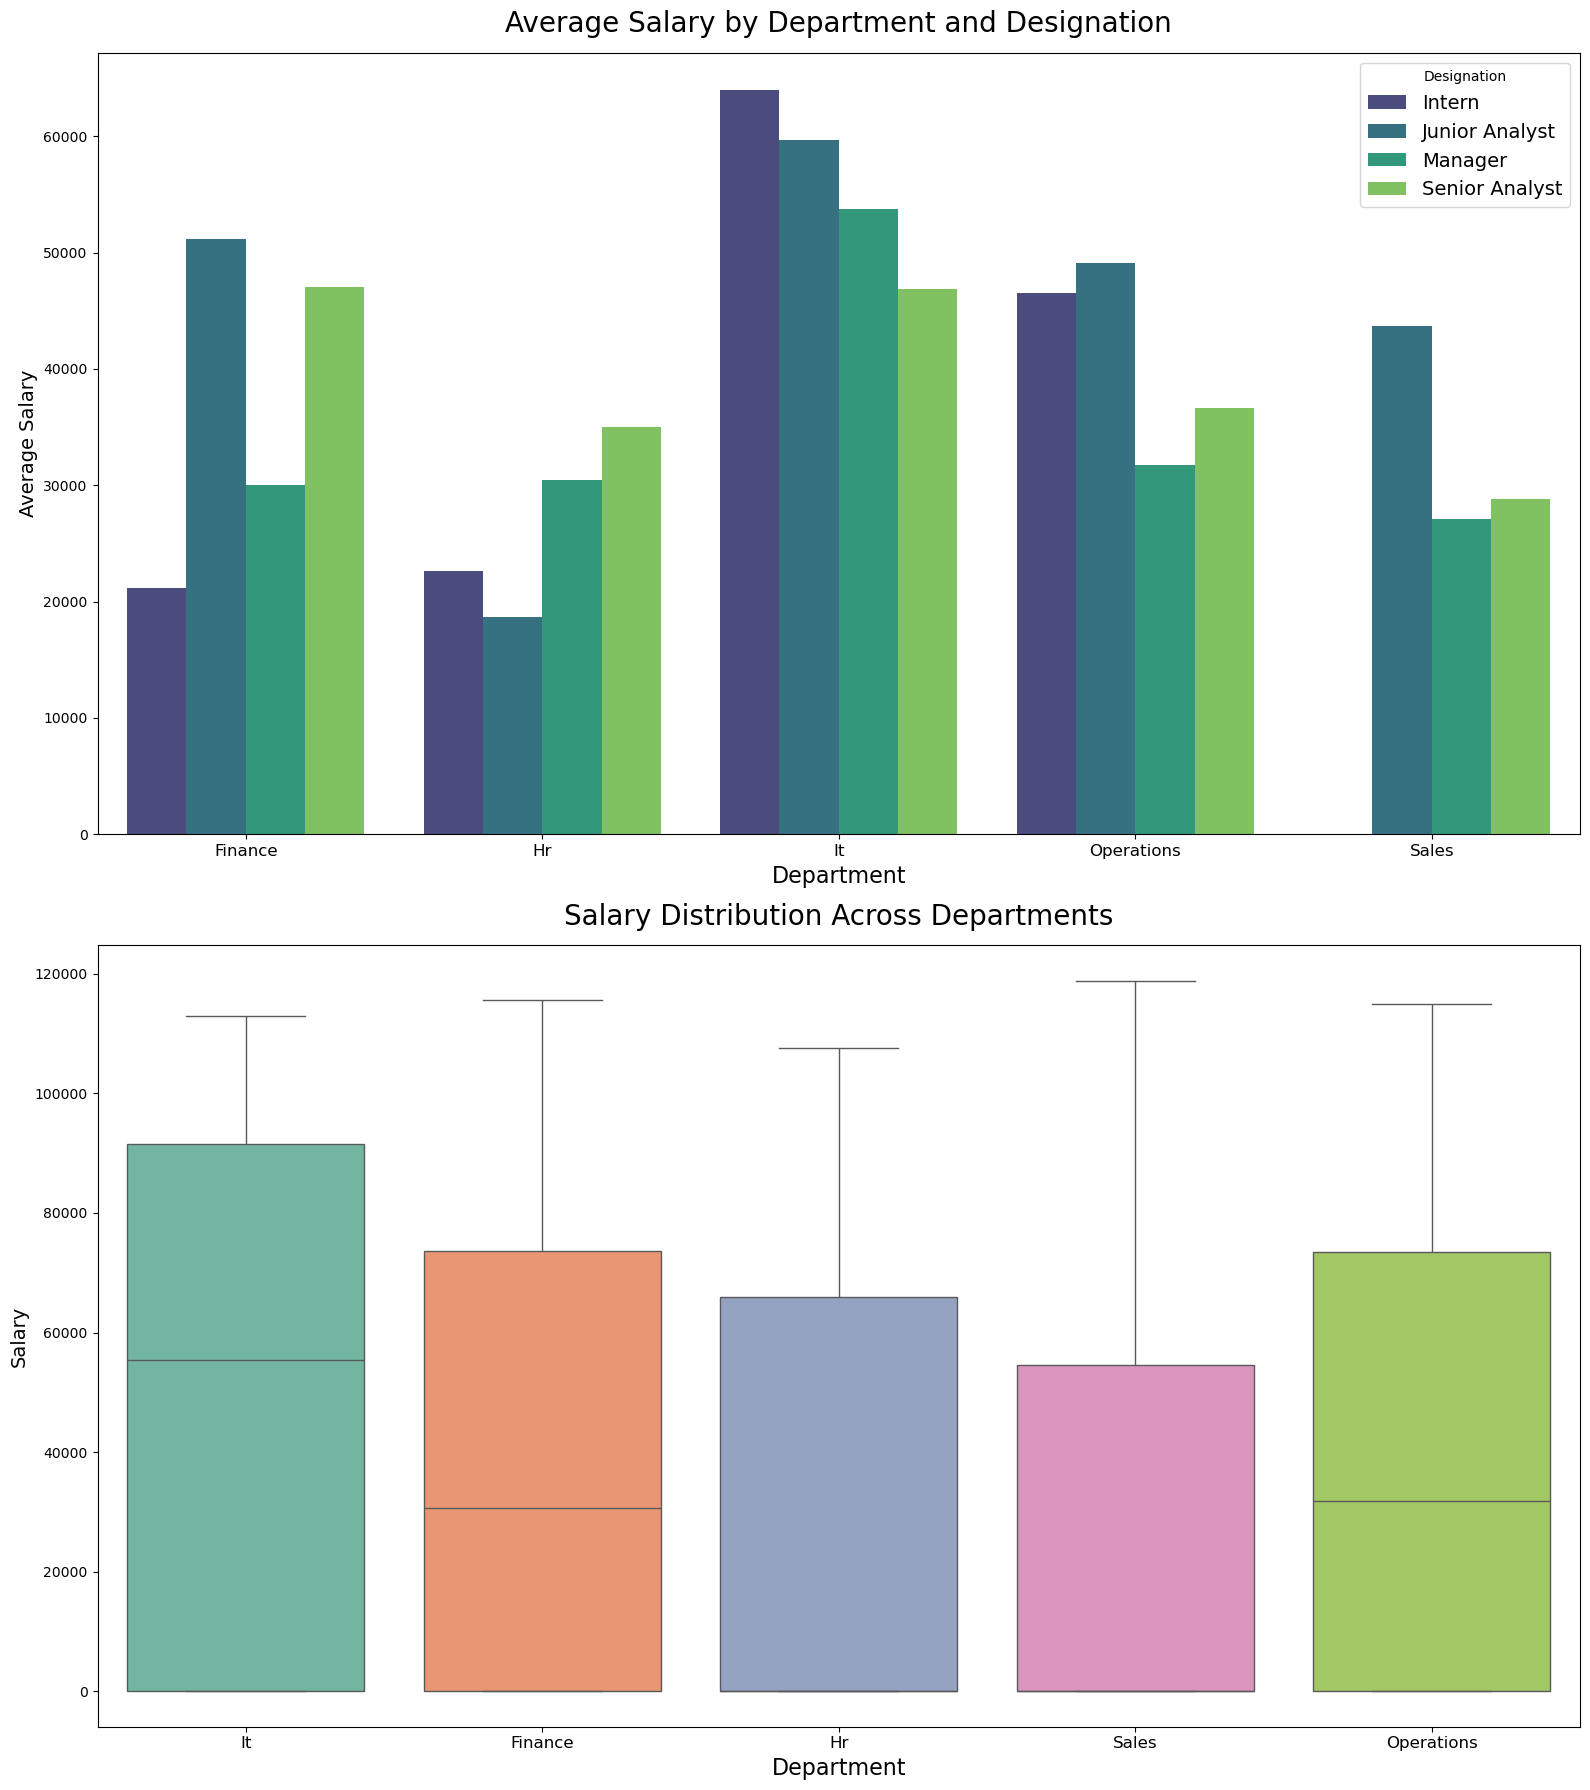 Average Salary by Department and Designation
Average Salary
60000
50000
40000
30000
20000
10000
0
Designation
Intern
Junior Analyst
Manager
Senior Analyst
Finance
Hr
It
Operations
Sales
Department
Salary Distribution Across Departments
Salary
120000
100000
80000
60000
40000
20000
0
It
Finance
Hr
Sales
Operations
Department